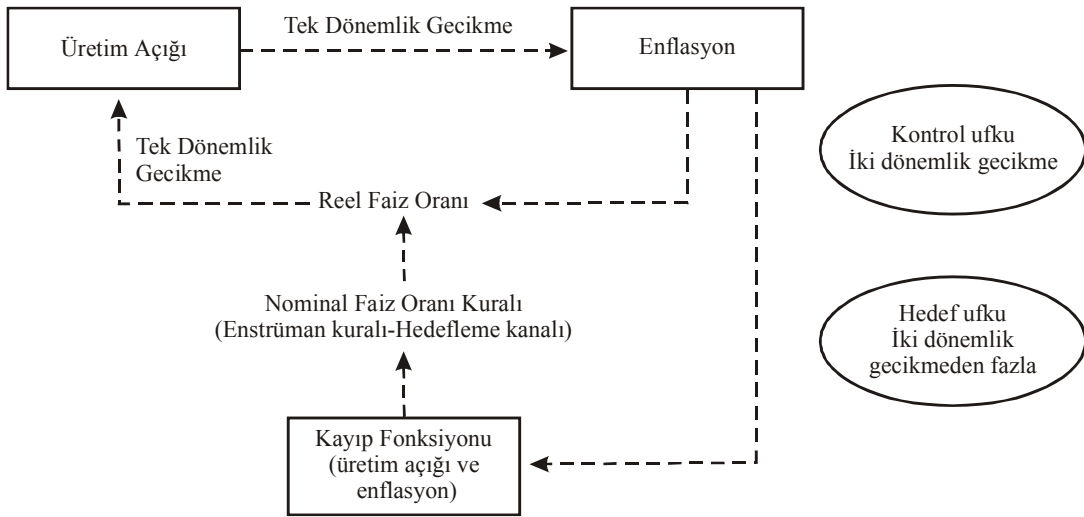 Tek Dönemlik Gecikme
Üretim Açığı
Enflasyon
Kontrol ufku
İki dönemlik gecikme
Tek Dönemlik
Gecikme
Reel Faiz Oranı
Nominal Faiz Oranı Kuralı
(Enstrüman kuralı-Hedefleme kanalı)
Hedef ufku
İki dönemlik
gecikmeden fazla
Kayıp Fonksiyonu
(üretim açığı ve
enflasyon)